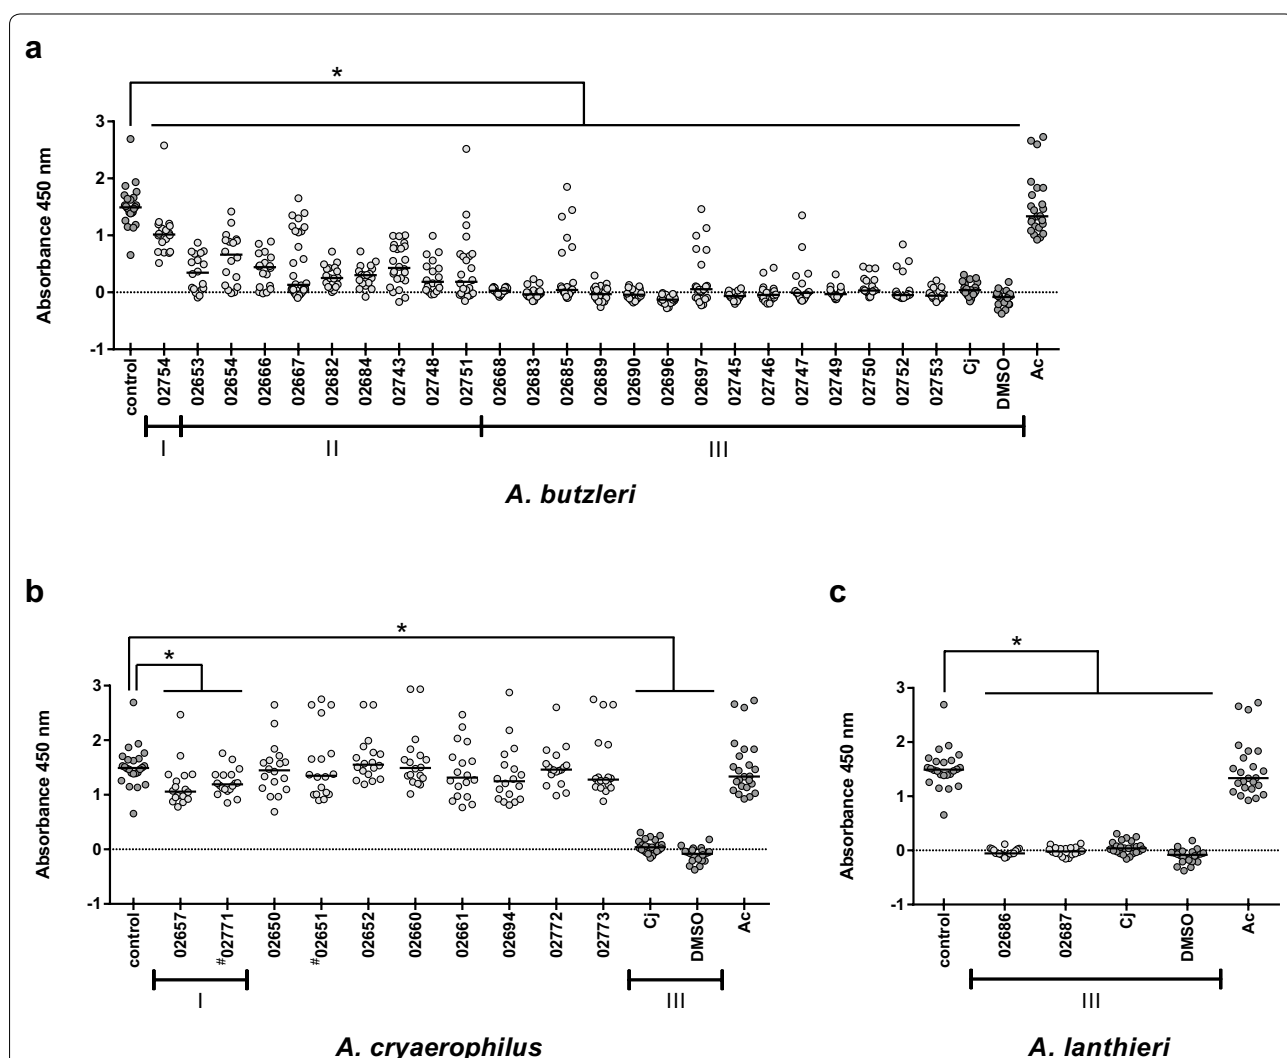 a
*
Absorbance 450 nm
3
2
1
0
-1
control
02754
02653
02654
02666
02667
02682
02684
02743
02748
02751
02668
02683
02685
02689
02690
02696
02697
02745
02746
02747
02749
02750
02752
02753
Cj
DMSO
Ac
I II III
A. butzleri
b
*
*
Absorbance 450 nm
3
2
1
0
-1
control
02657
#02771
02650
#02651
02652
02660
02661
02694
02772
02773
Cj
DMSO
Ac
I III
A. cryaerophilus
c
*
Absorbance 450 nm
3
2
1
0
-1
control
02686
02687
Cj
DMSO
Ac
III
A. lanthieri